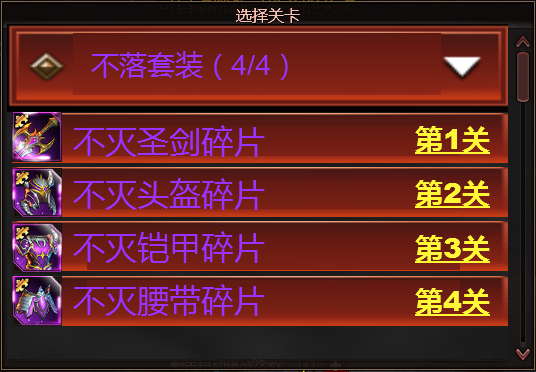 选择关卡
不落套装（4/4）
不灭圣剑碎片 第1关
不灭头盔碎片 第2关
不灭铠甲碎片 第3关
不灭腰带碎片 第4关